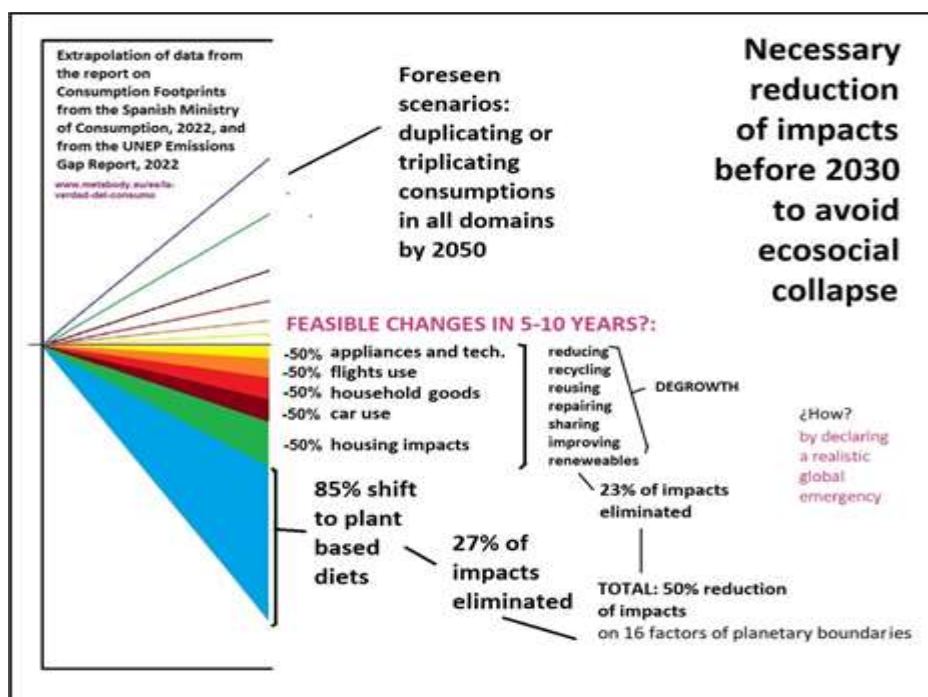 Extrapolation of data from
the report on
Consumption Footprints
from the Spanish Ministry
of Consumption, 2022, and
from the UNEP Emissions
Gap Report, 2022
www.metabody.eu/es/la-
verdad-del-consumo
Foreseen
scenarios:
duplicating or
triplicating
consumptions
in all domains
by 2050
Necessary
reduction
of impacts
before 2030
to avoid
ecosocial
collapse
FEASIBLE CHANGES IN 5-10 YEARS?:
-50% appliances and tech.
-50% flights use
-50% household goods
-50% car use
-50% housing impacts
reducing
recycling
reusing
repairing
sharing
improving
reneweables
DEGROWTH
¿How?
by declaring
a realistic
global
emergency
23% of impacts
eliminated
85% shift
to plant
based
diets
27% of
impacts
eliminated
TOTAL: 50% reduction
of impacts
on 16 factors of planetary boundaries